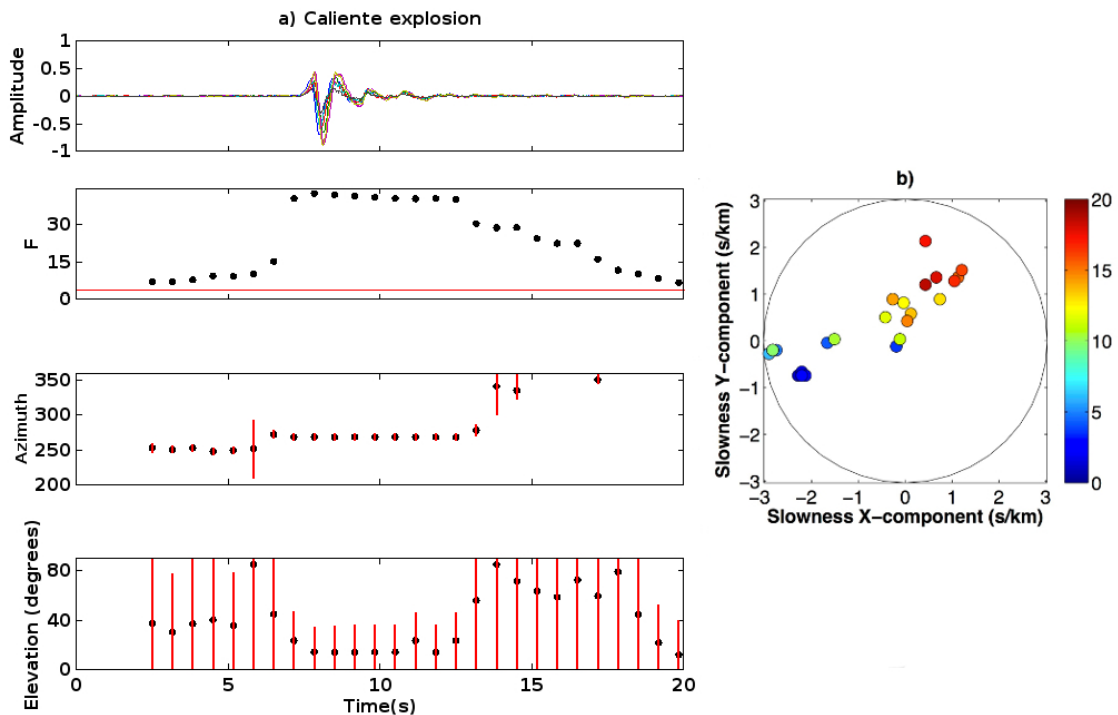 a) Caliente explosion
Amplitude
1
0.5
0
-0.5
-1
F
30
15
0
Azimuth
350
300
250
200
Elevation (degrees)
80
40
0
0 5 10 15 20
Time(s)
b)
Slowness Y-component (s/km)
3
2
1
0
−1
−2
−3
−3 −2 −1 0 1 2 3
Slowness X-component (s/km)
20
15
10
5
0